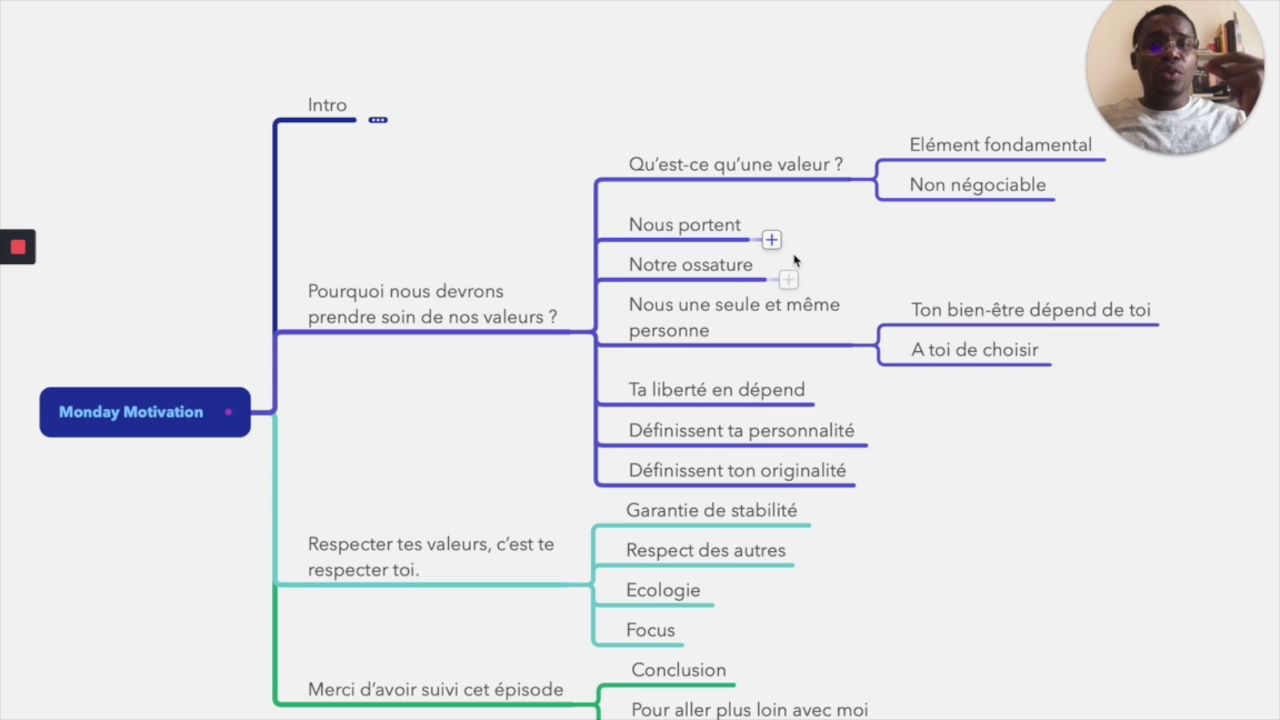 Intro
Qu'est-ce qu'une valeur ?
Elément fondamental
Non négociable
Nous portent
Notre ossature
Pourquoi nous devrons
prendre soin de nos valeurs ?
Nous une seule et même
personne
Ton bien-être dépend de toi
A toi de choisir
Ta liberté en dépend
Monday Motivation
Définissent ta personnalité
Définissent ton originalité
Garantie de stabilité
Respecter tes valeurs, c'est te
respecter toi.
Respect des autres
Ecologie
Focus
Merci d'avoir suivi cet épisode
Conclusion
Pour aller plus loin avec moi